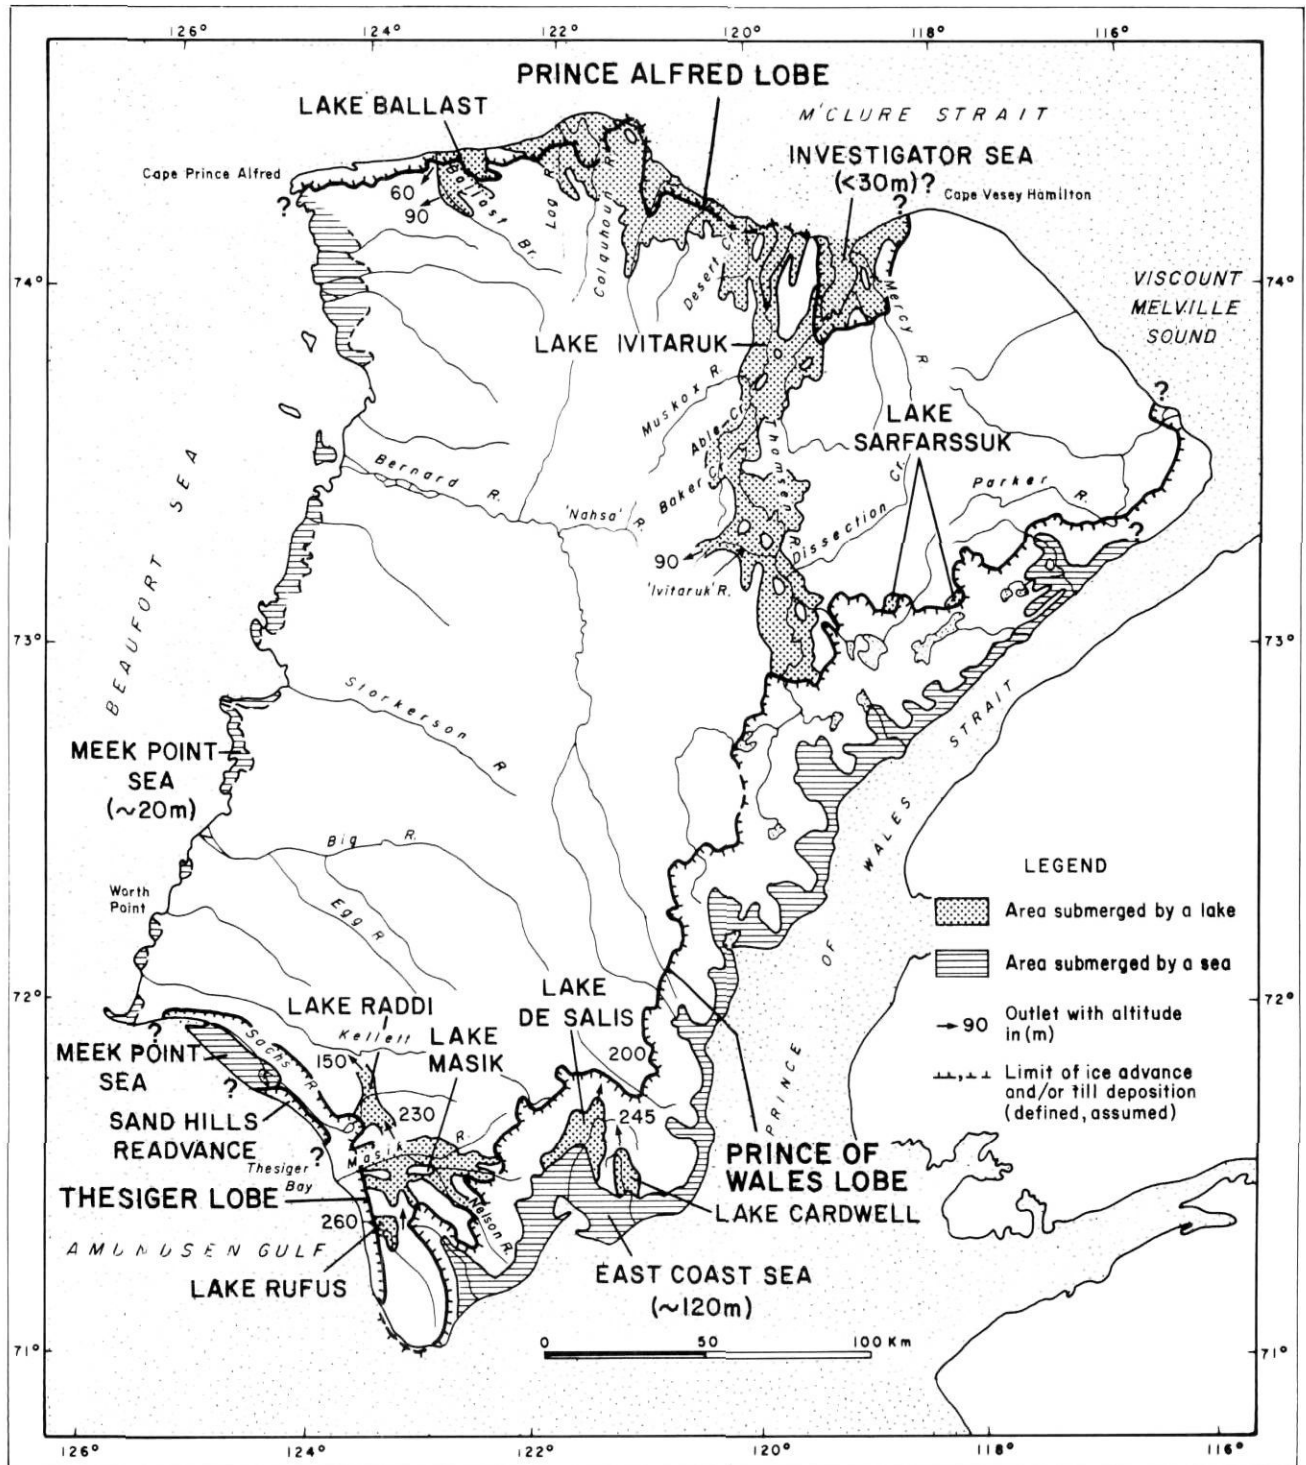 126° 124° 122° 120° 118° 116°
PRINCE ALFRED LOBE
LAKE BALLAST
M'CLURE STRAIT
INVESTIGATOR SEA
(<30m)?
Cape Prince Alfred
Cape Vesey Hamilton
?
60
90
Ballast Br.
Log R.
Colquhoun R.
Desert Cr.
Mercy R.
74° 74°
VISCOUNT
MELVILLE
SOUND
LAKE IVITARUK
Muskox R.
Able Cr.
LAKE
SARFARSSUK
?
Thomsen R.
Bernard R.
'Nahsa' R.
Baker Cr.
Dissection Cr.
Parker R.
?
90
'Ivitaruk' R.
BEAUFORT SEA
73° 73°
Storkerson R.
MEEK POINT
SEA
(~20m)
PRINCE OF WALES STRAIT
Big R.
Egg R.
Worth
Point
LEGEND
Area submerged by a lake
Area submerged by a sea
Outlet with altitude
in (m)
90
Limit of ice advance
and/or till deposition
(defined, assumed)
72° 72°
LAKE RADDI
Kellett
LAKE
DE SALIS
LAKE
MASIK
200
?
Sachs R.
150
MEEK POINT
SEA
?
230
245
SAND HILLS
READVANCE
?
Masik R.
Thesiger
Bay
PRINCE OF
WALES LOBE
THESIGER LOBE
LAKE CARDWELL
Nelson R.
260
AMUNDSEN GULF
LAKE RUFUS
EAST COAST SEA
(~120m)
0 50 100 Km
71° 71°
126° 124° 122° 120° 118° 116°